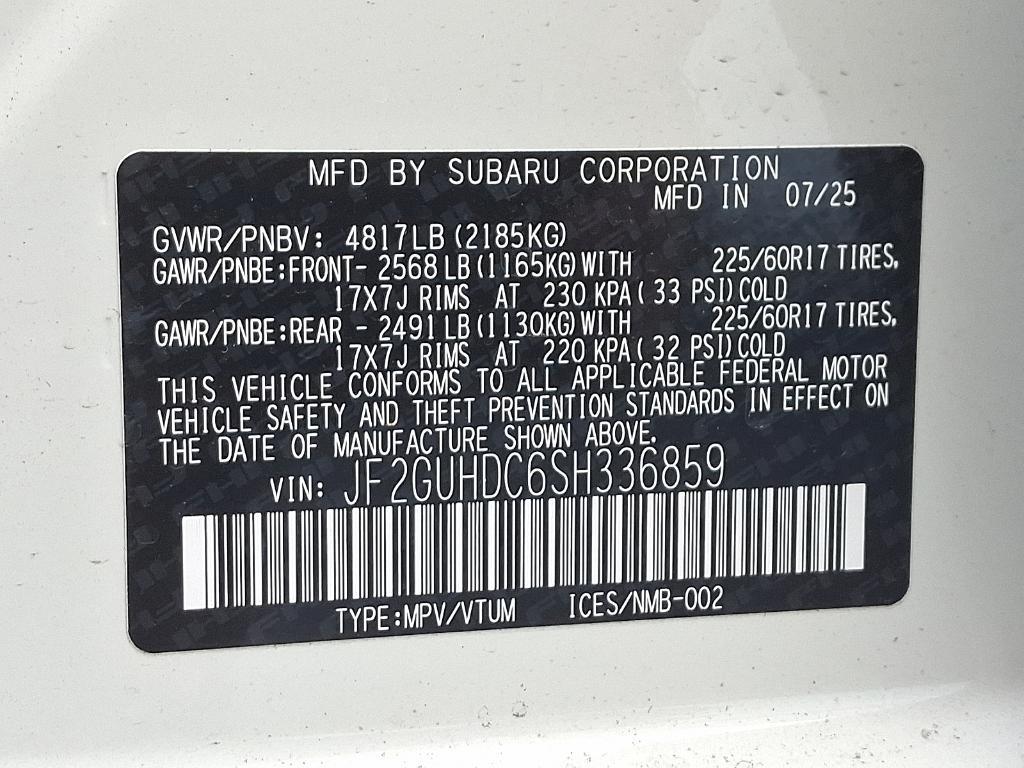 MFD BY SUBARU CORPORATION
MFD IN 07/25
GVWR/PNBV: 4817LB (2185KG)
GAWR/PNBE:FRONT- 2568 LB (1165KG) WITH 225/60R17 TIRES.
17X7J RIMS AT 230 KPA ( 33 PSI) COLD
GAWR/PNBE:REAR - 2491 LB (1130KG) WITH 225/60R17 TIRES.
17X7J RIMS AT 220 KPA ( 32 PSI) COLD
THIS VEHICLE CONFORMS TO ALL APPLICABLE FEDERAL MOTOR
VEHICLE SAFETY AND THEFT PREVENTION STANDARDS IN EFFECT ON
THE DATE OF MANUFACTURE SHOWN ABOVE.
VIN: JF2GUHDC6SH336859
TYPE:MPV/VTUM ICES/NMB-002